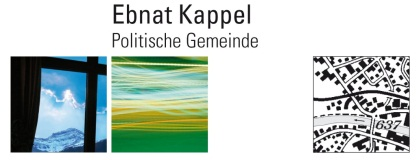 Ebnat Kappel
Politische Gemeinde
637